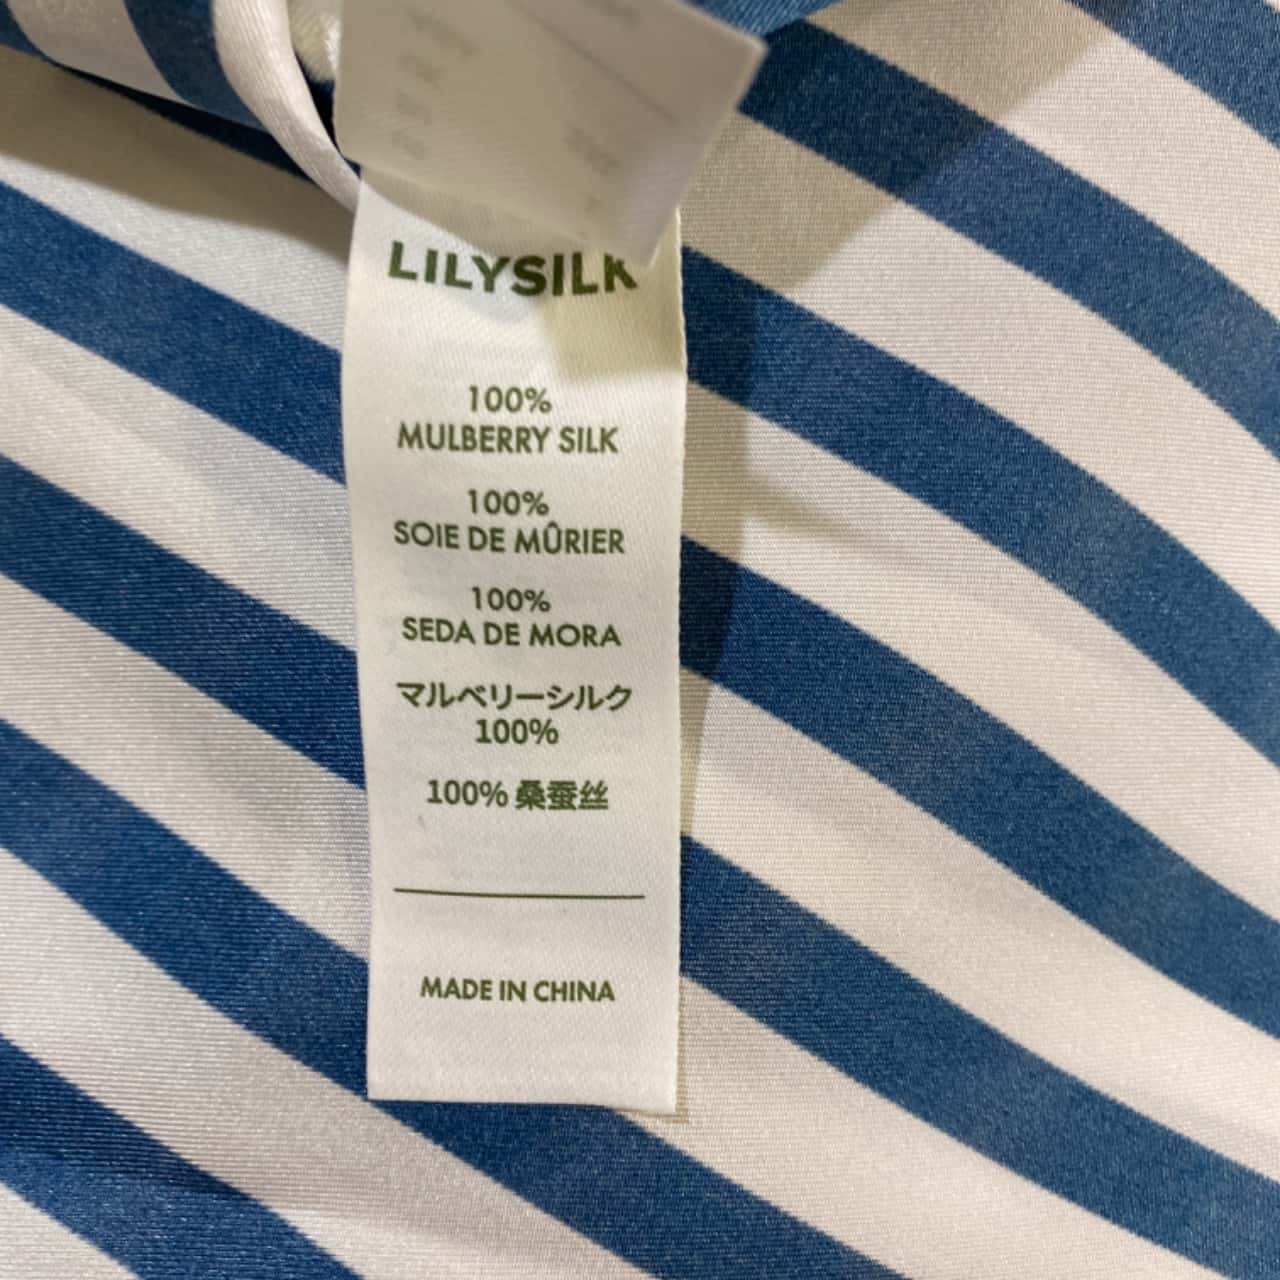 LILYSILK
100%
MULBERRY SILK
100%
SOIE DE MÛRIER
100%
SEDA DE MORA
マルベリーシルク
100%
100% 桑蚕丝
MADE IN CHINA